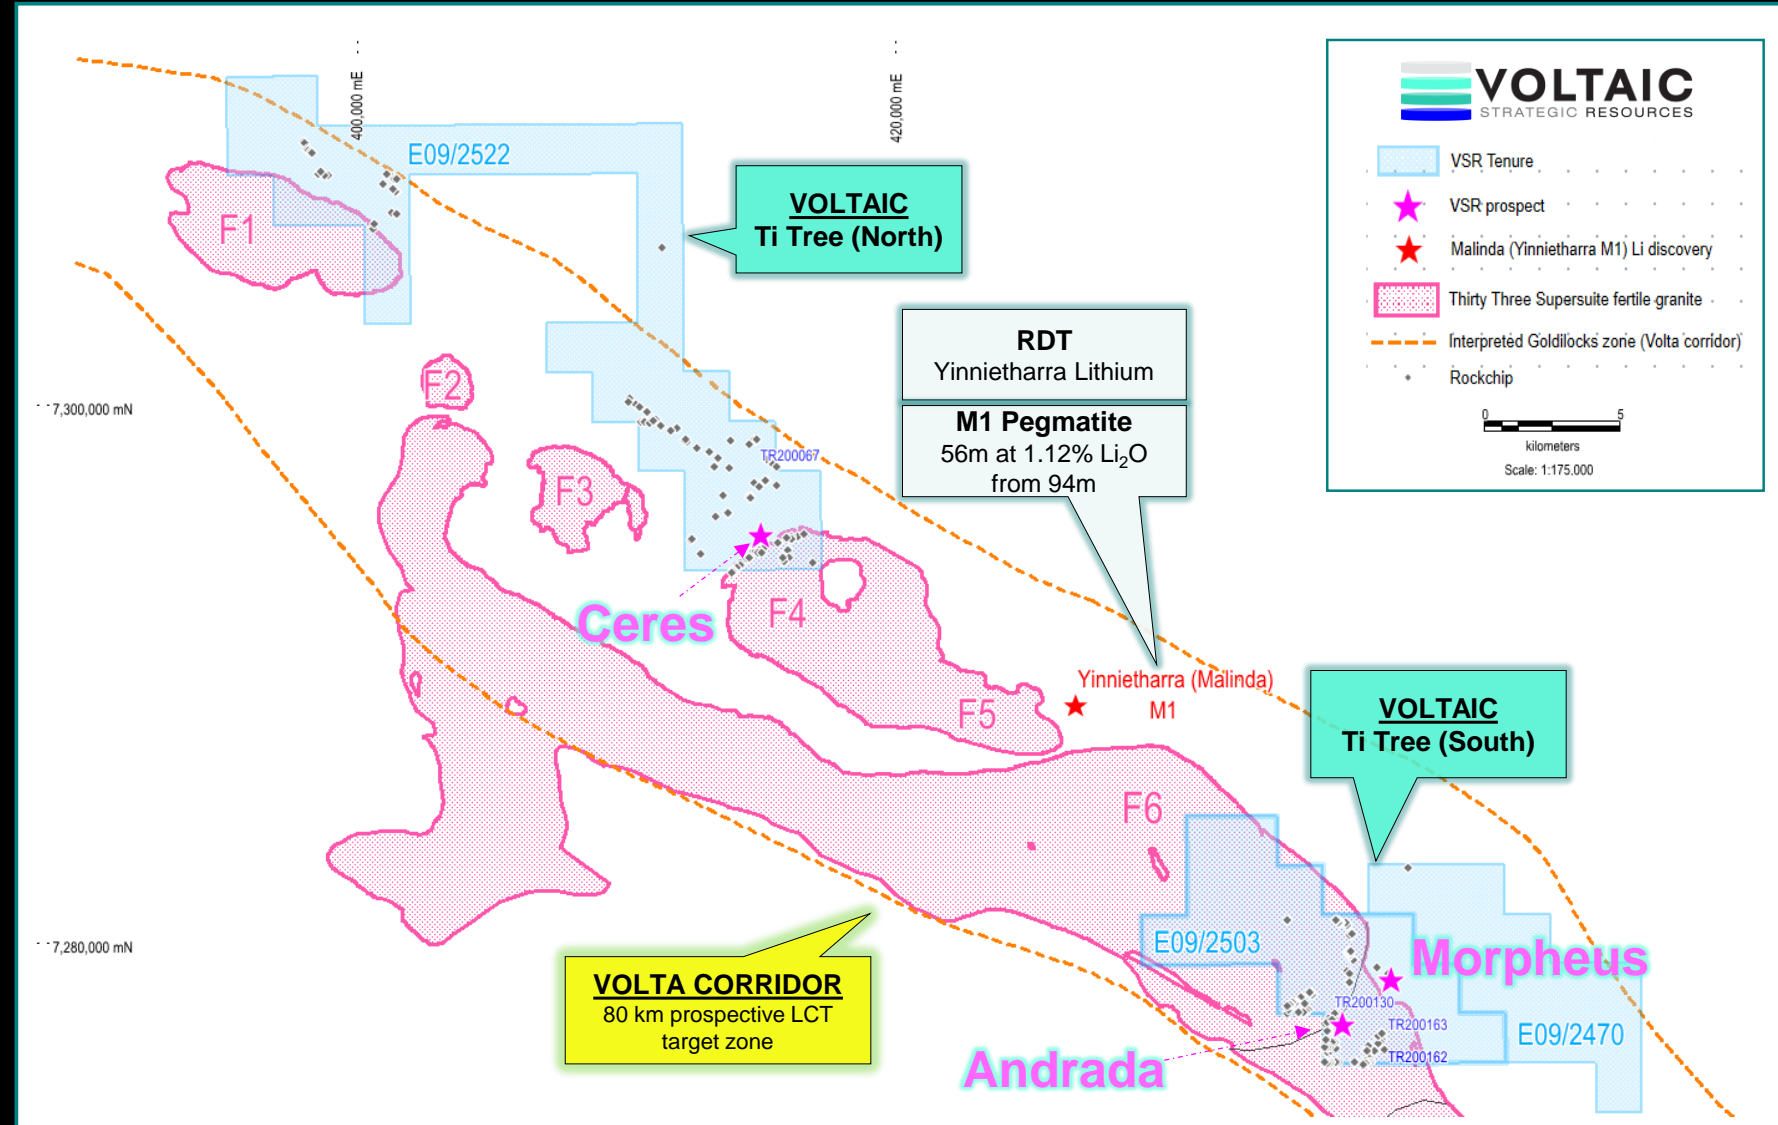 400,000 mE
420,000 mE
7,300,000 mN
7,280,000 mN
VOLTAIC
STRATEGIC RESOURCES
VSR Tenure
VSR prospect
Malinda (Yinnietharra M1) Li discovery
Thirty Three Supersuite fertile granite
Interpreted Goldilocks zone (Volta corridor)
Rockchip
0 5
kilometers
Scale: 1:175,000
E09/2522
F1
VOLTAIC
Ti Tree (North)
RDT
Yinnietharra Lithium
M1 Pegmatite
56m at 1.12% Li₂O
from 94m
F2
TR200067
F3
Ceres
F4
F5
Yinnietharra (Malinda)
M1
VOLTAIC
Ti Tree (South)
F6
E09/2503
Morpheus
VOLTA CORRIDOR
80 km prospective LCT
target zone
TR200130
TR200163
E09/2470
TR200162
Andrada